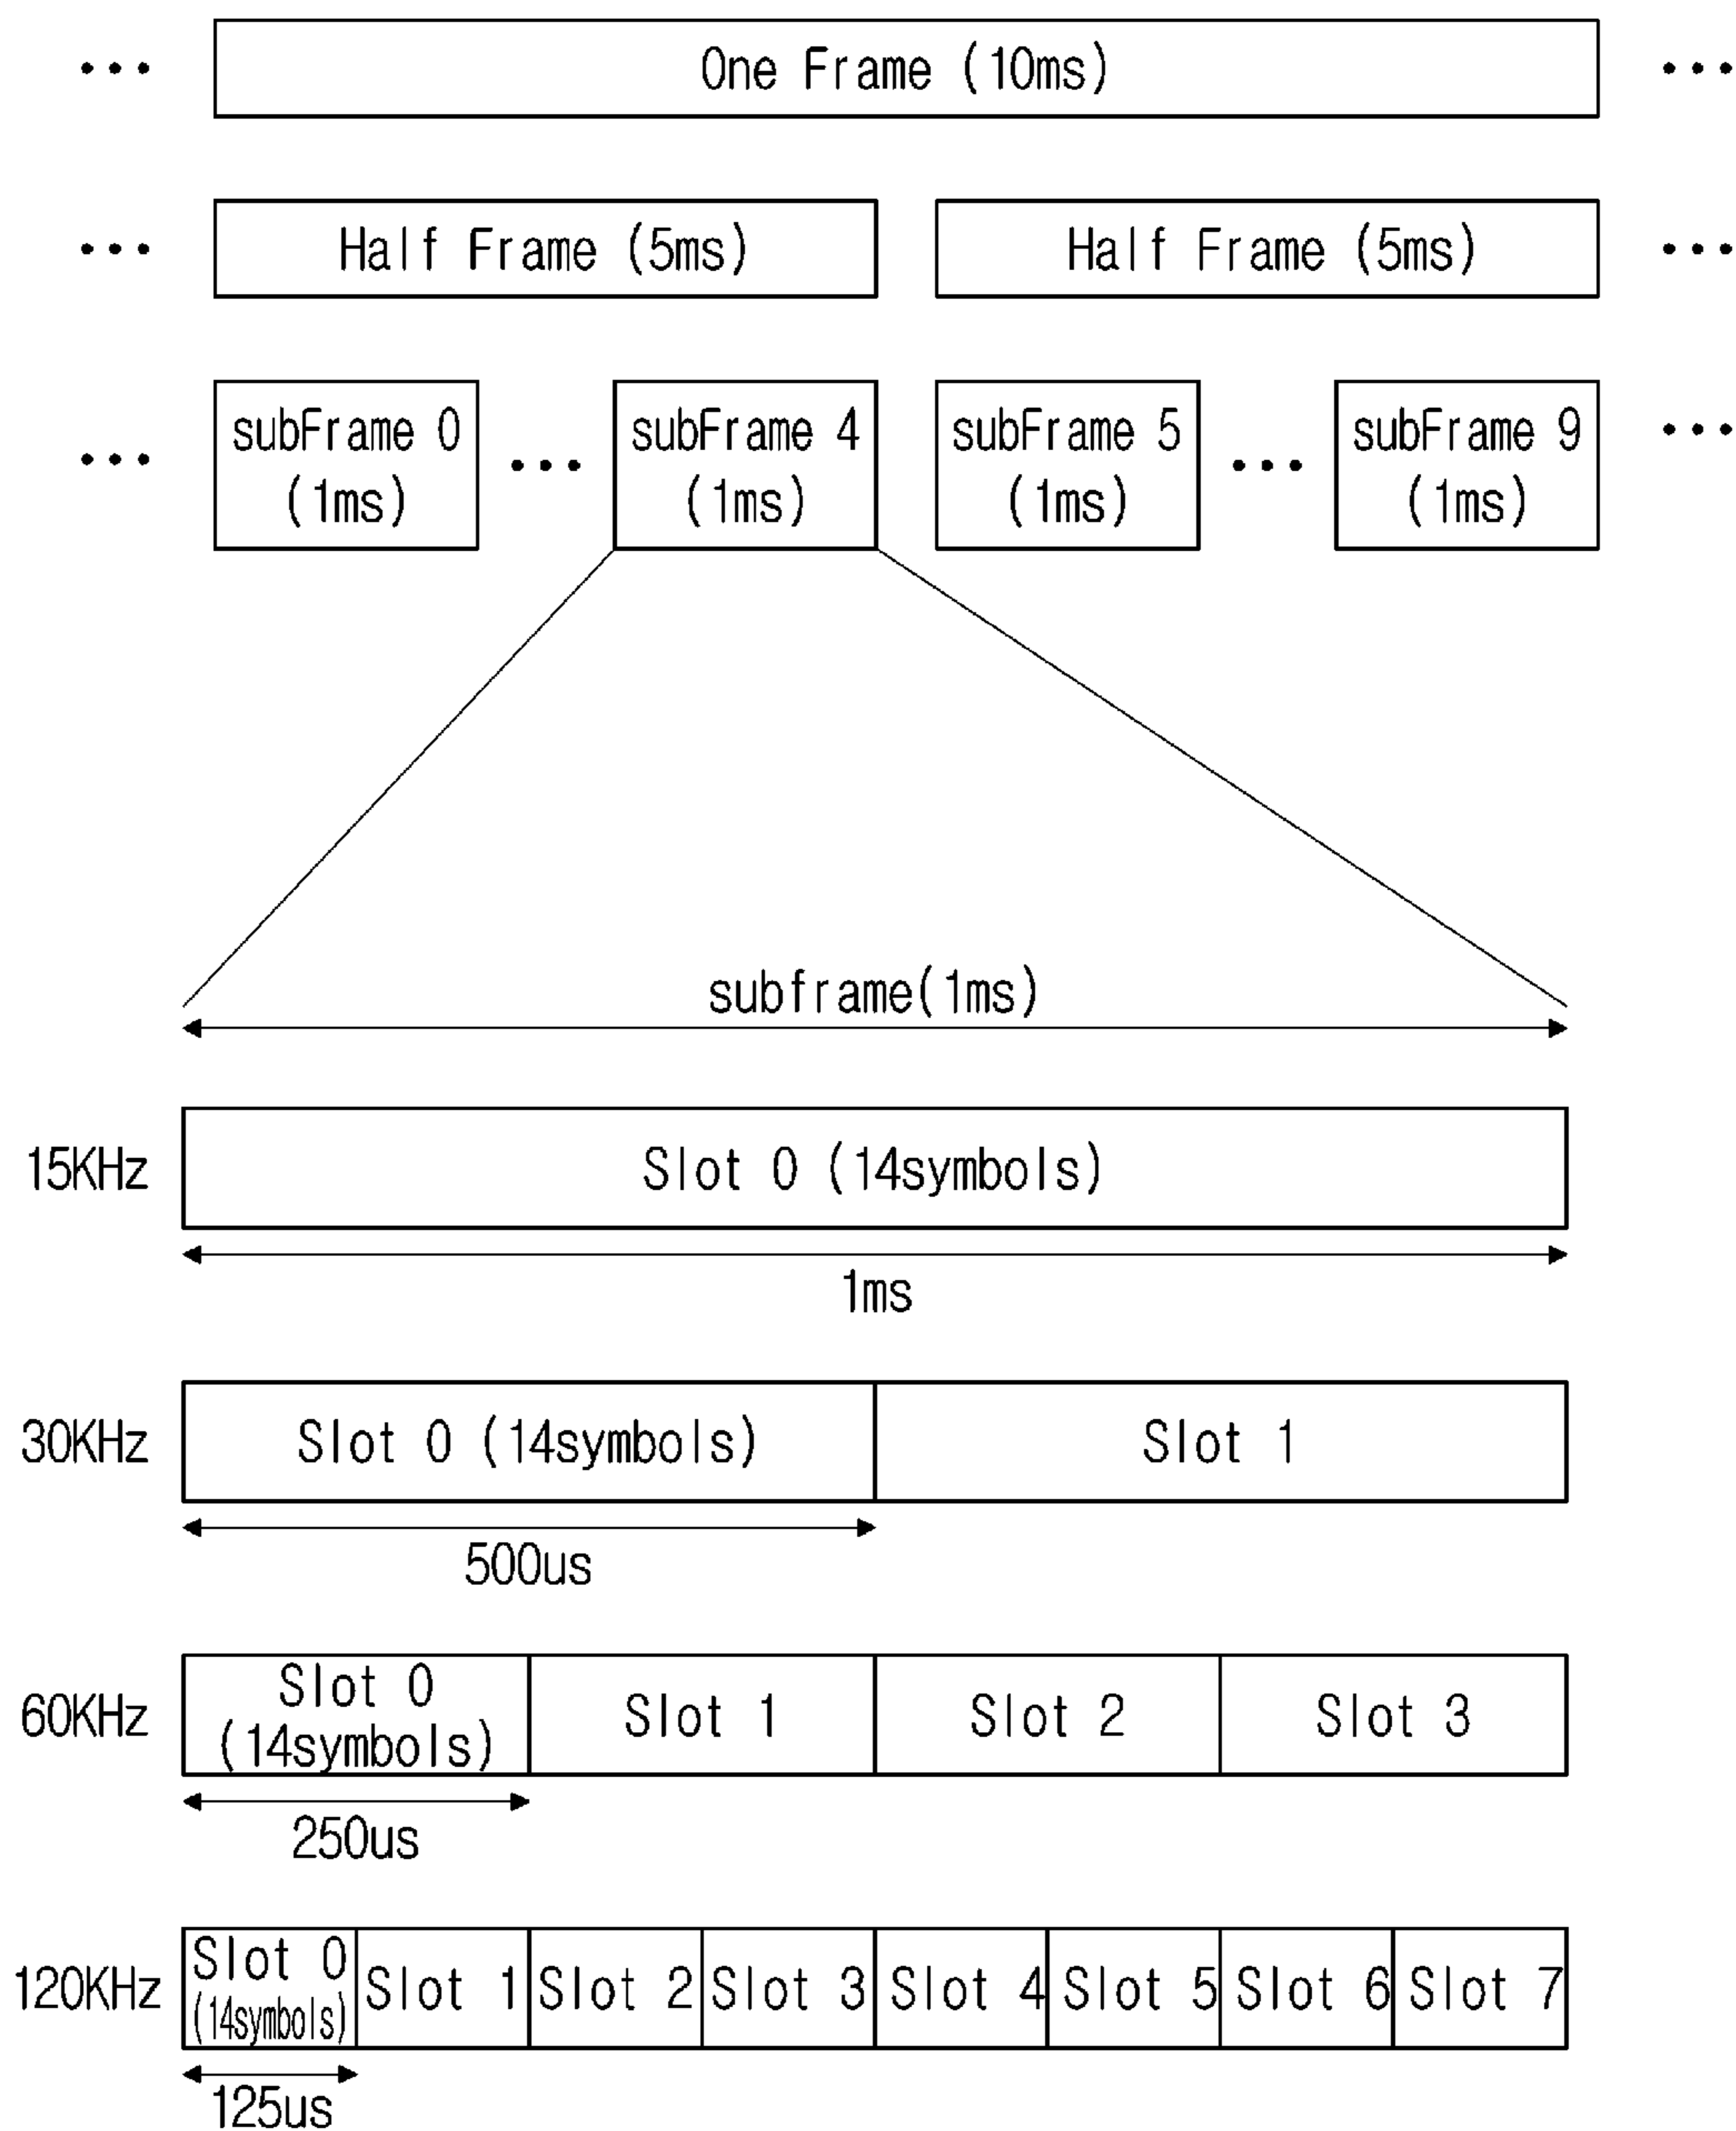 ... One Frame (10ms) ...
... Half Frame (5ms) Half Frame (5ms) ...
subFrame 0 subFrame 4 subFrame 5 subFrame 9 ...
... (1ms) ... (1ms) (1ms) ... (1ms)
subframe(1ms)
15KHz Slot 0 (14symbols)
1ms
30KHz Slot 0 (14symbols) Slot 1
500us
60KHz Slot 0 (14symbols) Slot 1 Slot 2 Slot 3
250us
120KHz Slot 0 (14symbols) Slot 1 Slot 2 Slot 3 Slot 4 Slot 5 Slot 6 Slot 7
125us